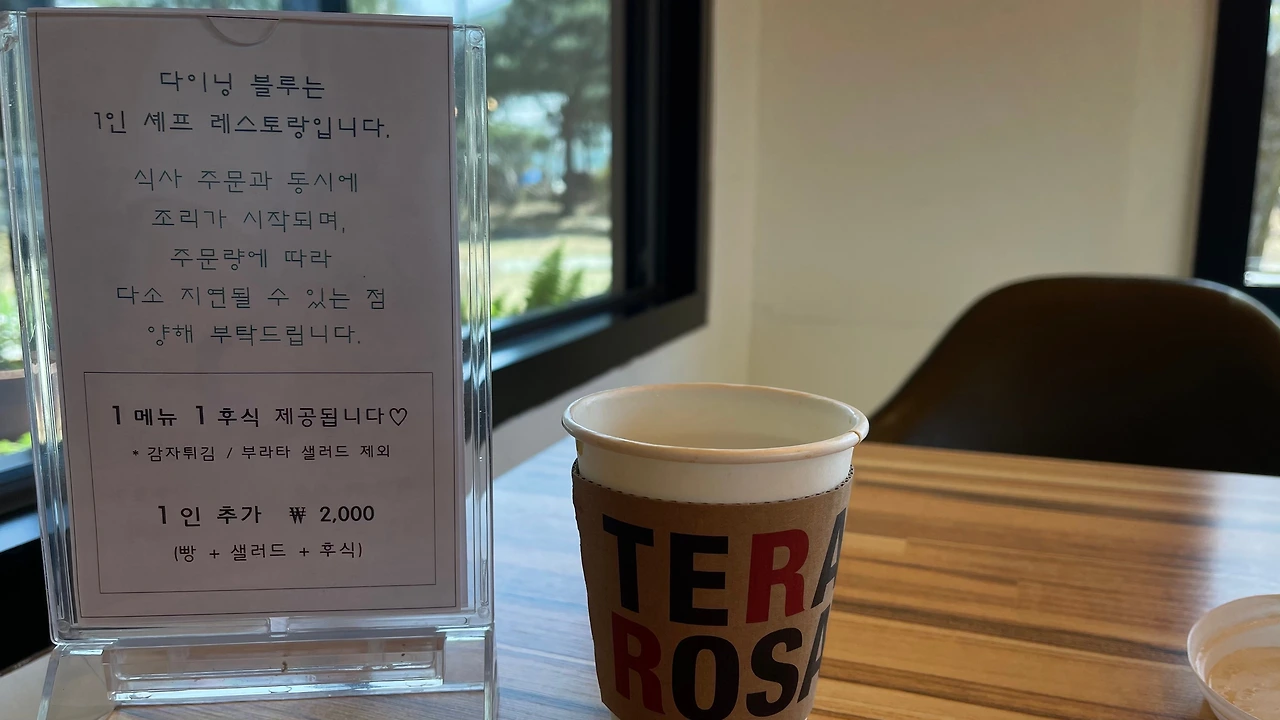 다이닝 블루는
1인 셰프 레스토랑입니다.
식사 주문과 동시에
조리가 시작되며,
주문량에 따라
다소 지연될 수 있는 점
양해 부탁드립니다.
1 메뉴 1 후식 제공됩니다♡
* 감자튀김 / 부라타 샐러드 제외
1인 추가 ₩ 2,000
(빵 + 샐러드 + 후식)
TERA
ROSA